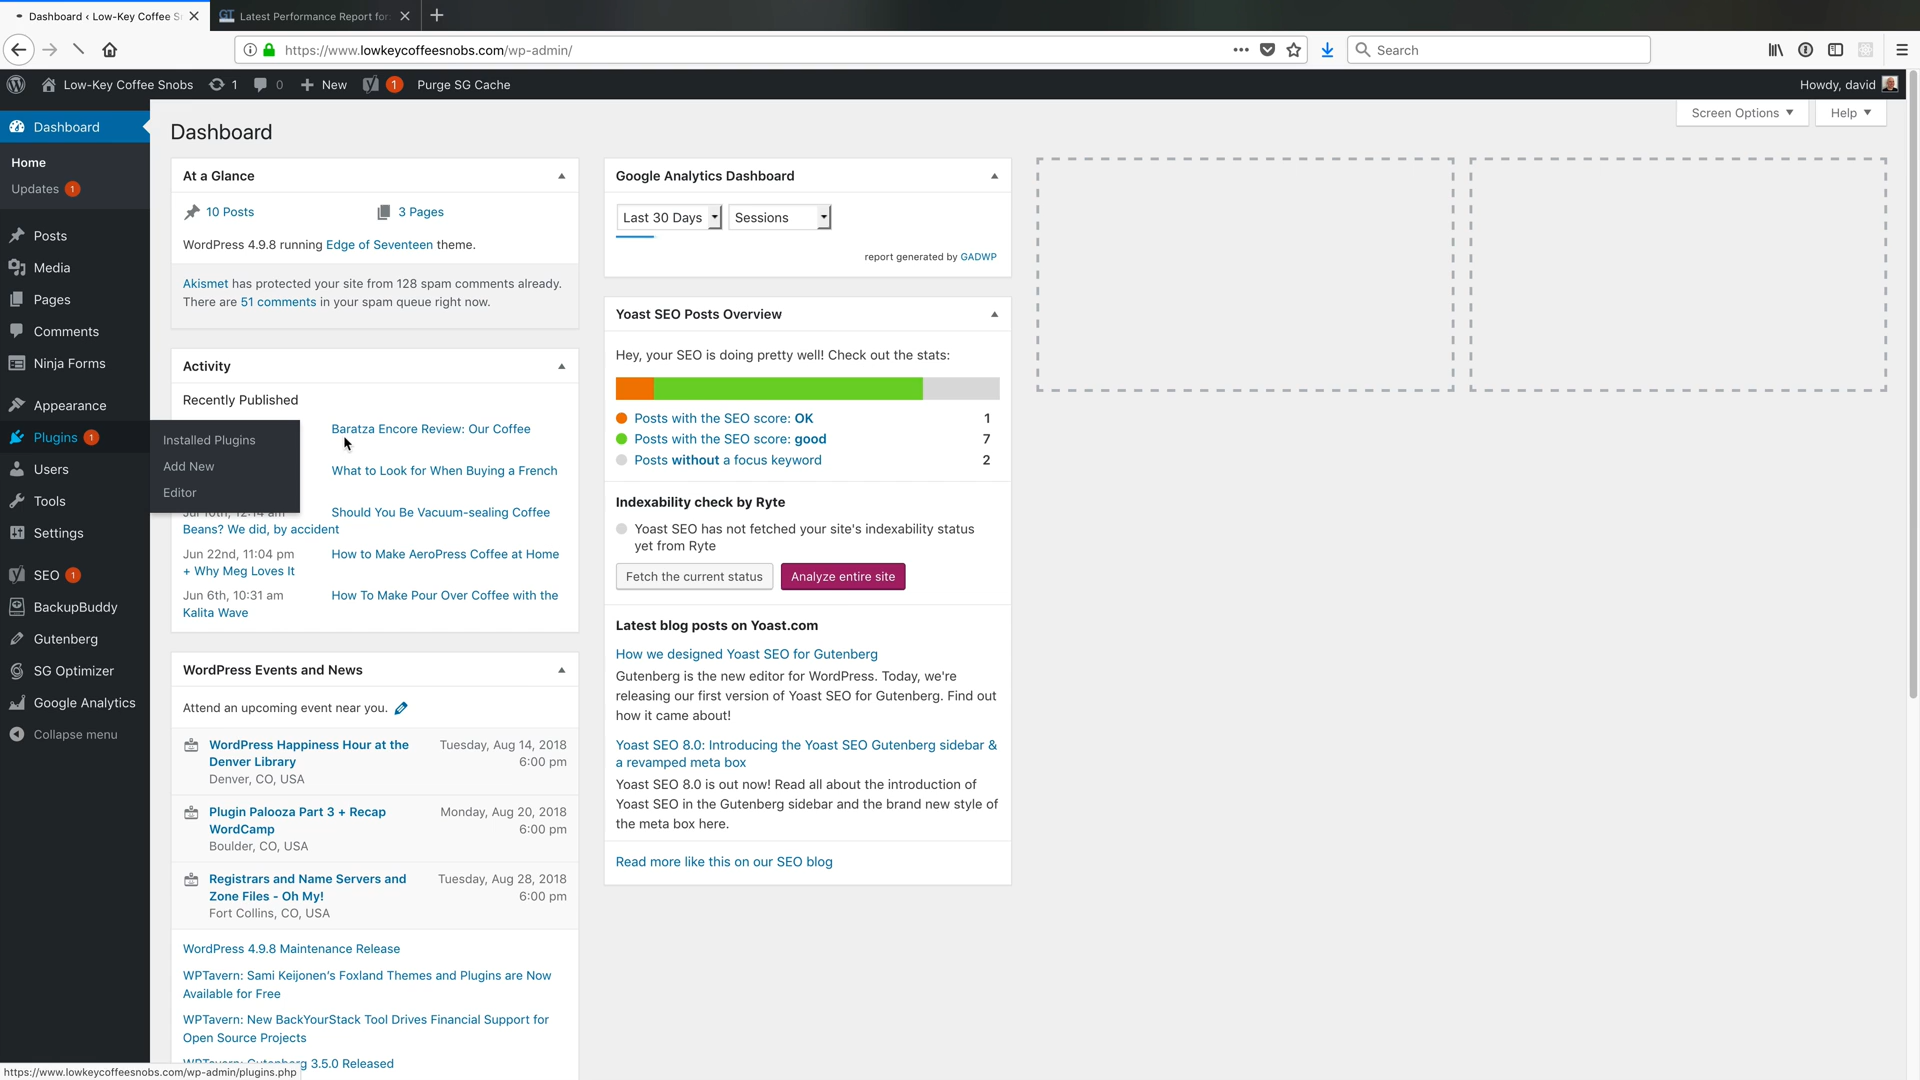 Dashboard ‹ Low-Key Coffee S
Latest Performance Report for
https://www.lowkeycoffeesnobs.com/wp-admin/
Search
Low-Key Coffee Snobs
1
0
New
1
Purge SG Cache
Howdy, david
Screen Options
Help
Dashboard
Home
Updates 1
Posts
Media
Pages
Comments
Ninja Forms
Appearance
Plugins 1
Users
Tools
Settings
SEO 1
BackupBuddy
Gutenberg
SG Optimizer
Google Analytics
Collapse menu
Installed Plugins
Add New
Editor
Dashboard
At a Glance
10 Posts
3 Pages
WordPress 4.9.8 running Edge of Seventeen theme.
Akismet has protected your site from 128 spam comments already.
There are 51 comments in your spam queue right now.
Activity
Recently Published
Baratza Encore Review: Our Coffee
What to Look for When Buying a French
Should You Be Vacuum-sealing Coffee
Beans? We did, by accident
Jun 22nd, 11:04 pm
How to Make AeroPress Coffee at Home
+ Why Meg Loves It
Jun 6th, 10:31 am
How To Make Pour Over Coffee with the
Kalita Wave
WordPress Events and News
Attend an upcoming event near you.
WordPress Happiness Hour at the
Denver Library
Denver, CO, USA
Tuesday, Aug 14, 2018
6:00 pm
Plugin Palooza Part 3 + Recap
WordCamp
Boulder, CO, USA
Monday, Aug 20, 2018
6:00 pm
Registrars and Name Servers and
Zone Files - Oh My!
Fort Collins, CO, USA
Tuesday, Aug 28, 2018
6:00 pm
WordPress 4.9.8 Maintenance Release
WPTavern: Sami Keijonen's Foxland Themes and Plugins are Now
Available for Free
WPTavern: New BackYourStack Tool Drives Financial Support for
Open Source Projects
3.5.0 Released
Google Analytics Dashboard
Last 30 Days
Sessions
report generated by GADWP
Yoast SEO Posts Overview
Hey, your SEO is doing pretty well! Check out the stats:
Posts with the SEO score: OK
1
Posts with the SEO score: good
7
Posts without a focus keyword
2
Indexability check by Ryte
Yoast SEO has not fetched your site's indexability status
yet from Ryte
Fetch the current status
Analyze entire site
Latest blog posts on Yoast.com
How we designed Yoast SEO for Gutenberg
Gutenberg is the new editor for WordPress. Today, we're
releasing our first version of Yoast SEO for Gutenberg. Find out
how it came about!
Yoast SEO 8.0: Introducing the Yoast SEO Gutenberg sidebar &
a revamped meta box
Yoast SEO 8.0 is out now! Read all about the introduction of
Yoast SEO in the Gutenberg sidebar and the brand new style of
the meta box here.
Read more like this on our SEO blog
https://www.lowkeycoffeesnobs.com/wp-admin/plugins.php